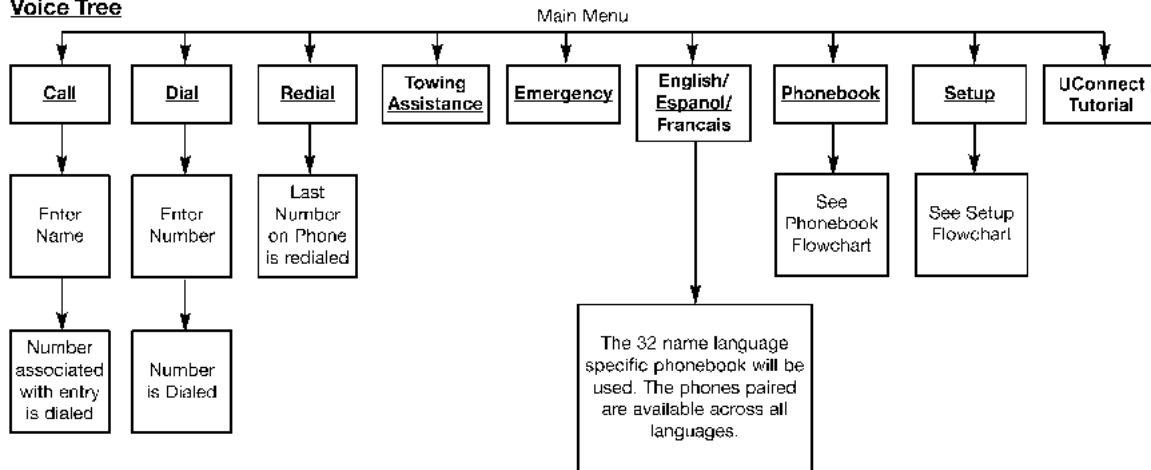 Voice Tree
Main Menu
Call
Dial
Redial
Towing
Assistance
Emergency
English/
Espanol/
Francais
Phonebook
Setup
UConnect
Tutorial
Enter
Name
Enter
Number
Last
Number
on Phone
is redialed
See
Phonebook
Flowchart
See Setup
Flowchart
Number
associated
with entry
is dialed
Number
is Dialed
The 32 name language
specific phonebook will be
used. The phones paired
are available across all
languages.